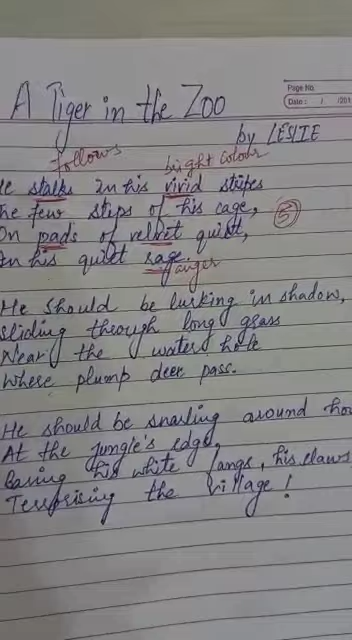 Page No.
Date: / /201
A Tiger in the Zoo
by LESLIE
follows bright colour
He stalks in his vivid stripes
The few steps of his cage,
On pads of velvet quiet,
In his quiet rage.
anger
He should be lurking in shadow,
Sliding through long grass
Near the water hole
Where plump deer pass.
He should be snarling around hou
At the jungle's edge,
Baring his white fangs, his claws
Terrorising the village!